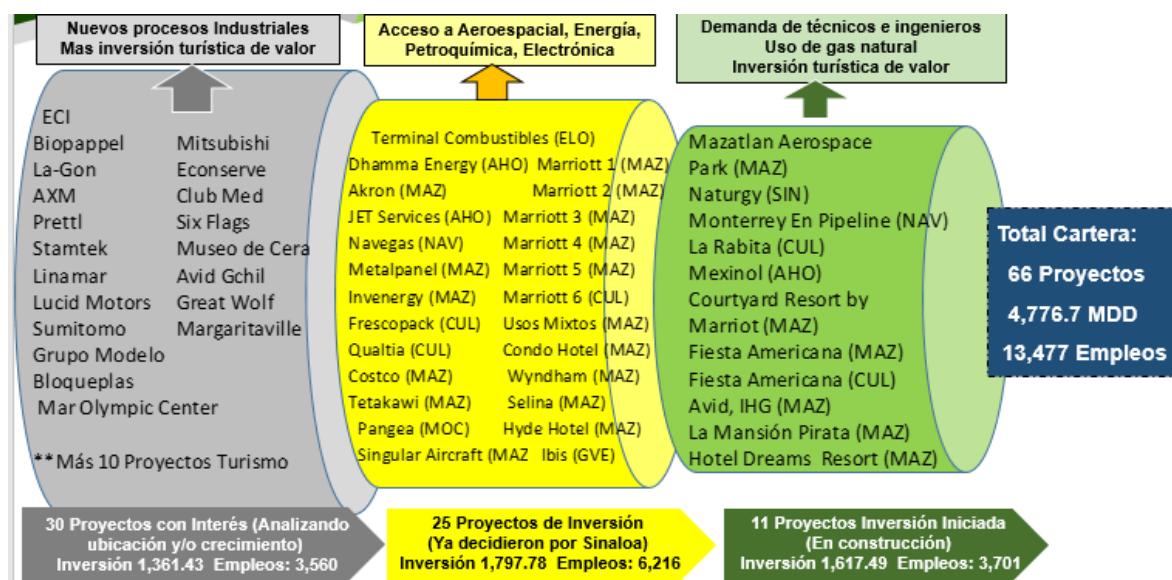 Nuevos procesos Industriales
Mas inversión turística de valor
ECI
Biopappel
La-Gon
AXM
Prettl
Stamtek
Linamar
Lucid Motors
Sumitomo
Grupo Modelo
Bloqueplas
Mar Olympic Center
Mitsubishi
Econserve
Club Med
Six Flags
Museo de Cera
Avid Gchil
Great Wolf
Margaritaville
**Más 10 Proyectos Turismo
30 Proyectos con Interés (Analizando
ubicación y/o crecimiento)
Inversión 1,361.43 Empleos: 3,560
Acceso a Aeroespacial, Energía,
Petroquímica, Electrónica
Terminal Combustibles (ELO)
Dhamma Energy (AHO) Marriott 1 (MAZ)
Akron (MAZ) Marriott 2 (MAZ)
JET Services (AHO) Marriott 3 (MAZ)
Navegas (NAV) Marriott 4 (MAZ)
Metalpanel (MAZ) Marriott 5 (MAZ)
Invenergy (MAZ) Marriott 6 (CUL)
Frescopack (CUL) Usos Mixtos (MAZ)
Qualtia (CUL) Condo Hotel (MAZ)
Costco (MAZ) Wyndham (MAZ)
Tetakawi (MAZ) Selina (MAZ)
Pangea (MOC) Hyde Hotel (MAZ)
Singular Aircraft (MAZ Ibis (GVE)
25 Proyectos de Inversión
(Ya decidieron por Sinaloa)
Inversión 1,797.78 Empleos: 6,216
Demanda de técnicos e ingenieros
Uso de gas natural
Inversión turística de valor
Mazatlan Aerospace
Park (MAZ)
Naturgy (SIN)
Monterrey En Pipeline (NAV)
La Rabita (CUL)
Mexinol (AHO)
Courtyard Resort by
Marriot (MAZ)
Fiesta Americana (MAZ)
Fiesta Americana (CUL)
Avid, IHG (MAZ)
La Mansión Pirata (MAZ)
Hotel Dreams Resort (MAZ)
11 Proyectos Inversión Iniciada
(En construcción)
Inversión 1,617.49 Empleos: 3,701
Total Cartera:
66 Proyectos
4,776.7 MDD
13,477 Empleos